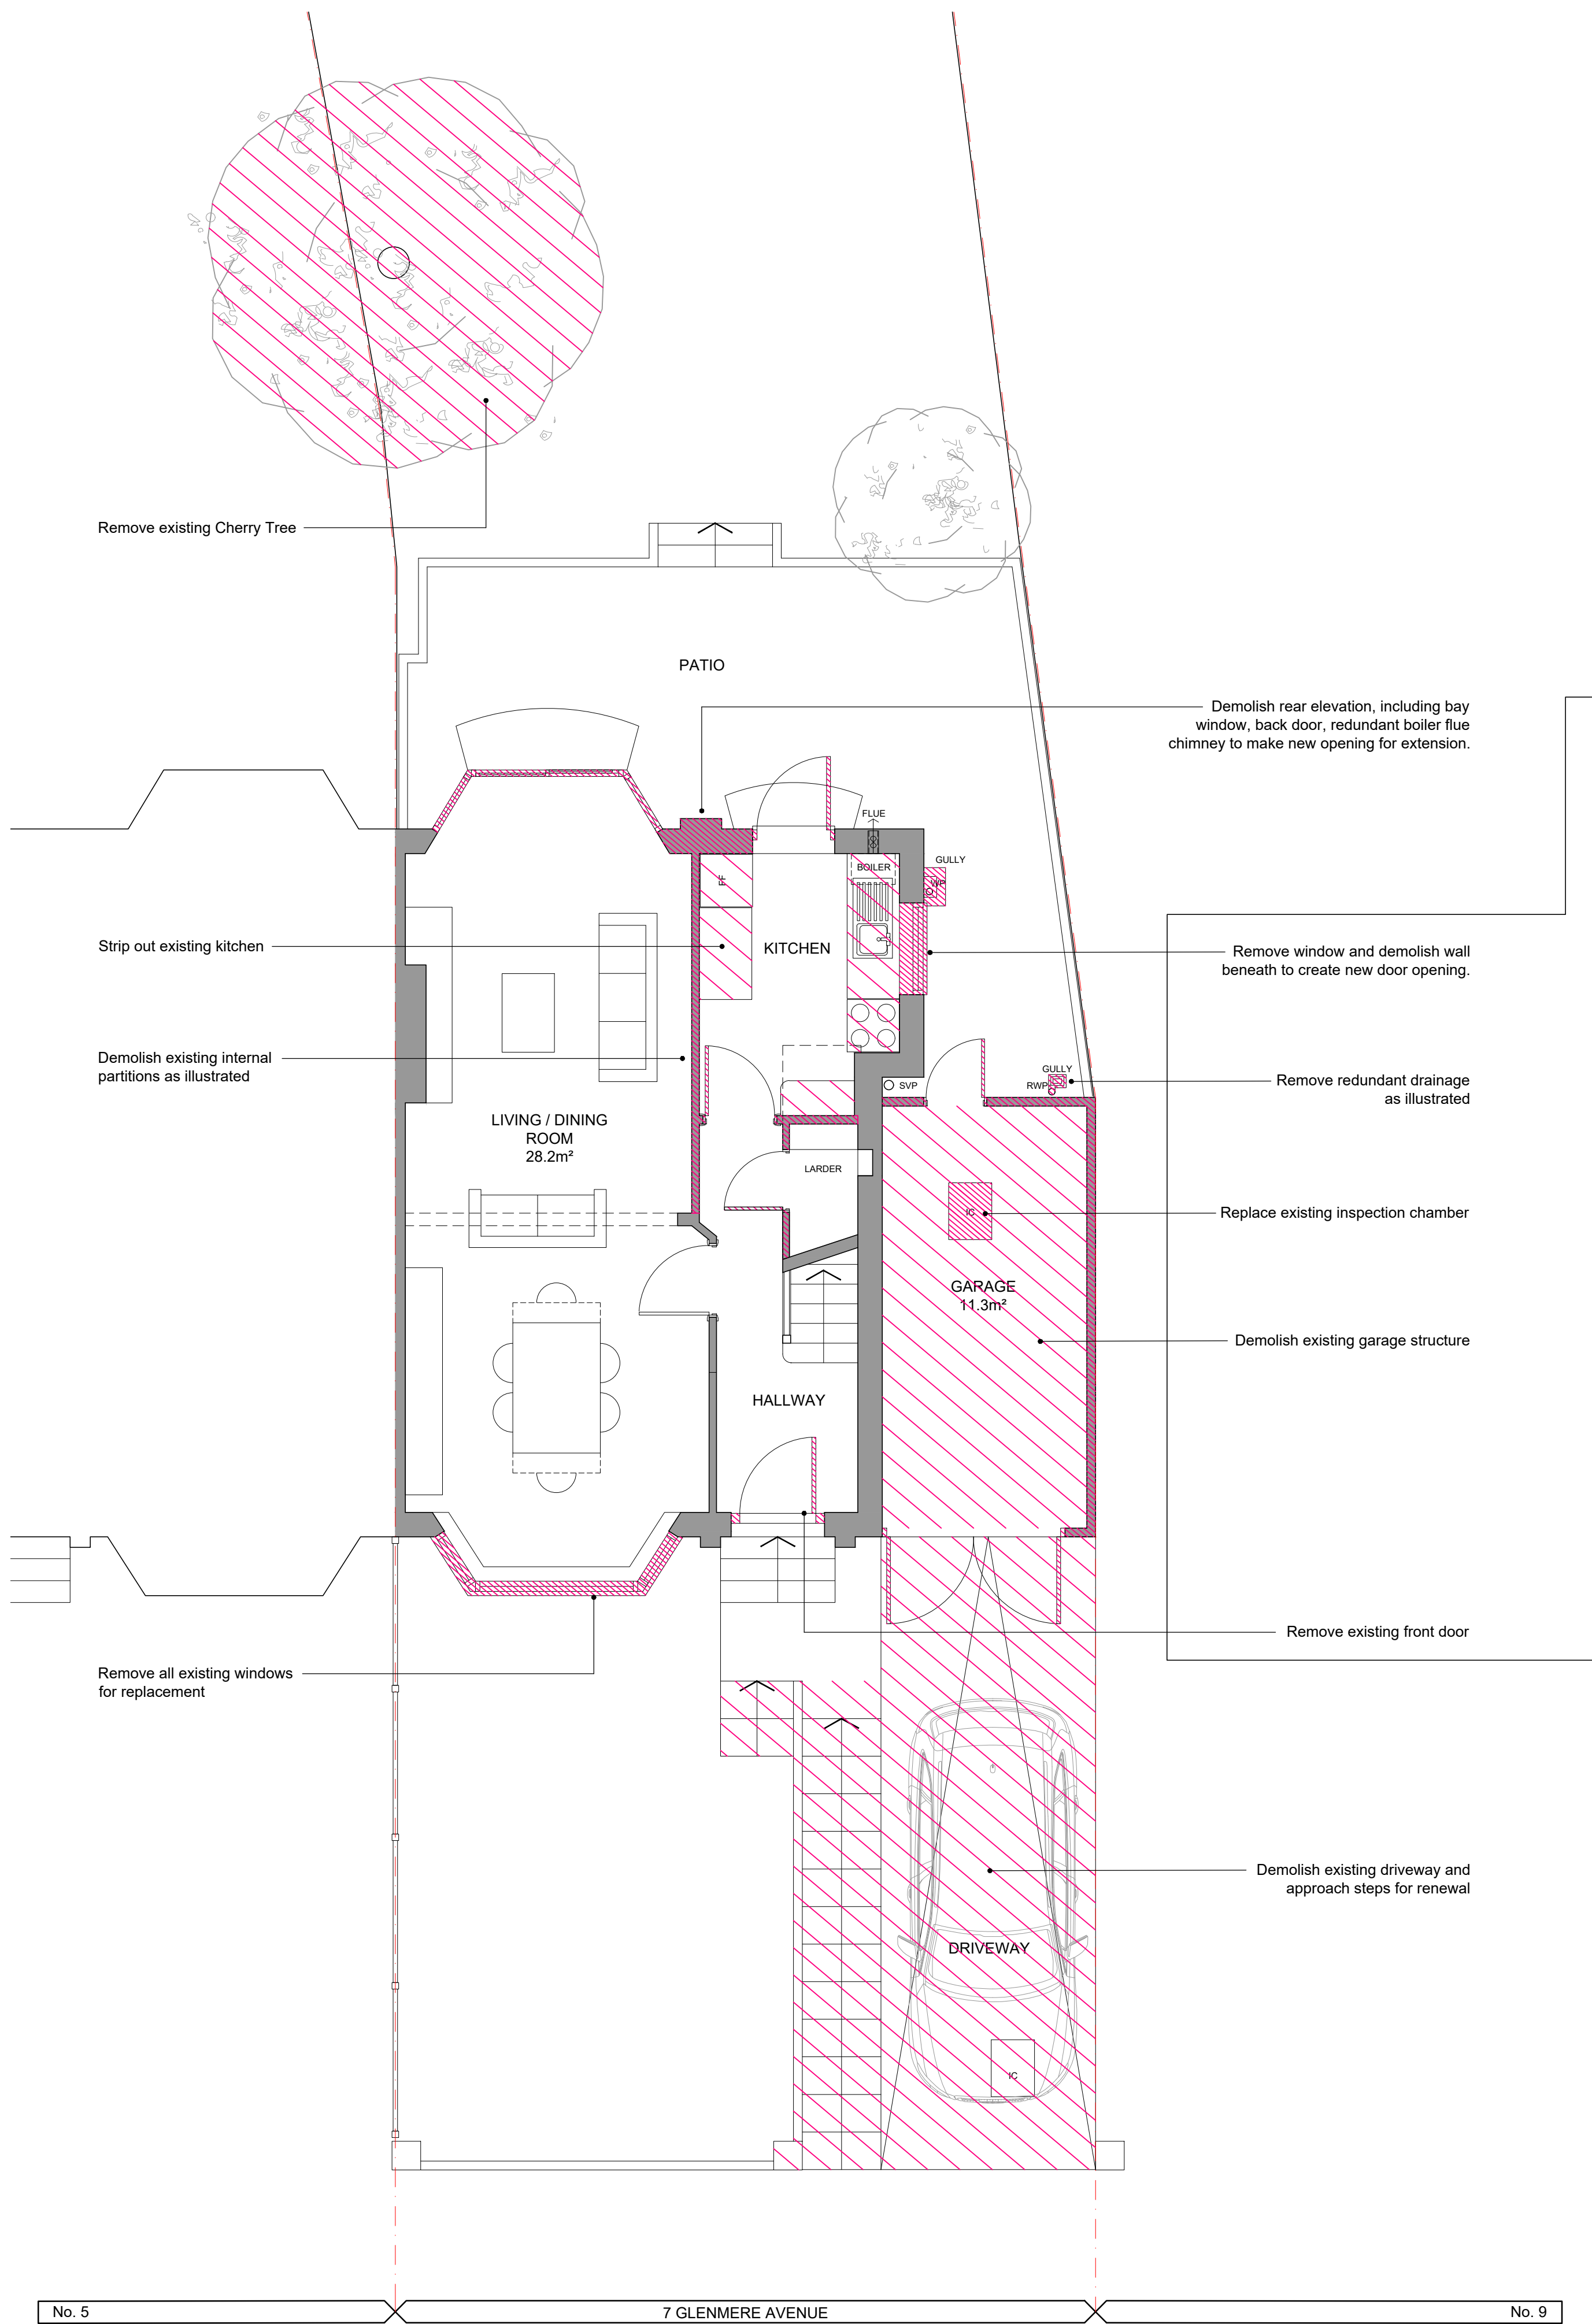 Remove existing Cherry Tree
PATIO
Demolish rear elevation, including bay
window, back door, redundant boiler flue
chimney to make new opening for extension.
FLUE
GULLY
BOILER
FF
WP
Strip out existing kitchen
KITCHEN
Remove window and demolish wall
beneath to create new door opening.
Demolish existing internal
partitions as illustrated
GULLY
RWP
SVP
Remove redundant drainage
as illustrated
LIVING / DINING
ROOM
28.2m²
LARDER
IC
Replace existing inspection chamber
GARAGE
11.3m²
Demolish existing garage structure
HALLWAY
Remove existing front door
Remove all existing windows
for replacement
Demolish existing driveway and
approach steps for renewal
DRIVEWAY
IC
No. 5
7 GLENMERE AVENUE
No. 9